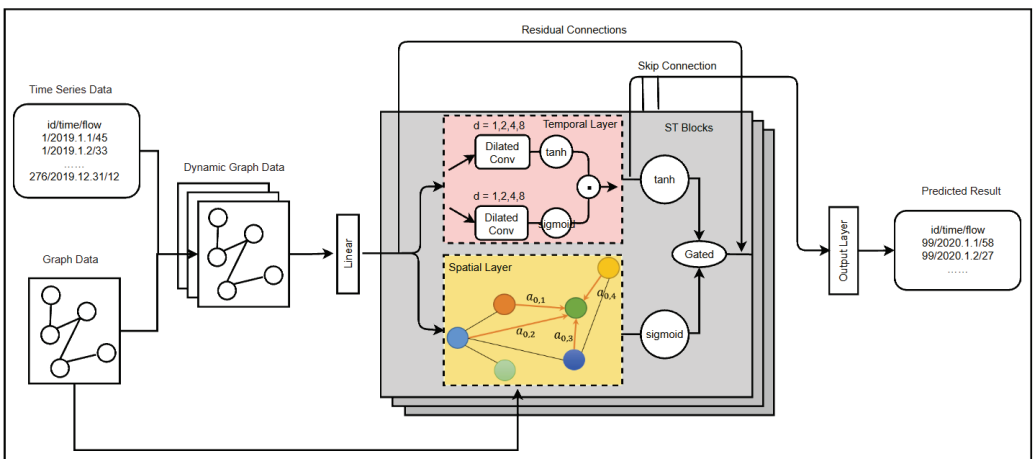 Residual Connections
Skip Connection
Time Series Data
id/time/flow
1/2019.1.1/45
1/2019.1.2/33
......
276/2019.12.31/12
Dynamic Graph Data
Graph Data
Linear
d = 1,2,4,8
Temporal Layer
Dilated
Conv
tanh
d = 1,2,4,8
Dilated
Conv
sigmoid
Spatial Layer
a0,1
a0,2
a0,3
a0,4
ST Blocks
tanh
Gated
sigmoid
Output Layer
Predicted Result
id/time/flow
99/2020.1.1/58
99/2020.1.2/27
......